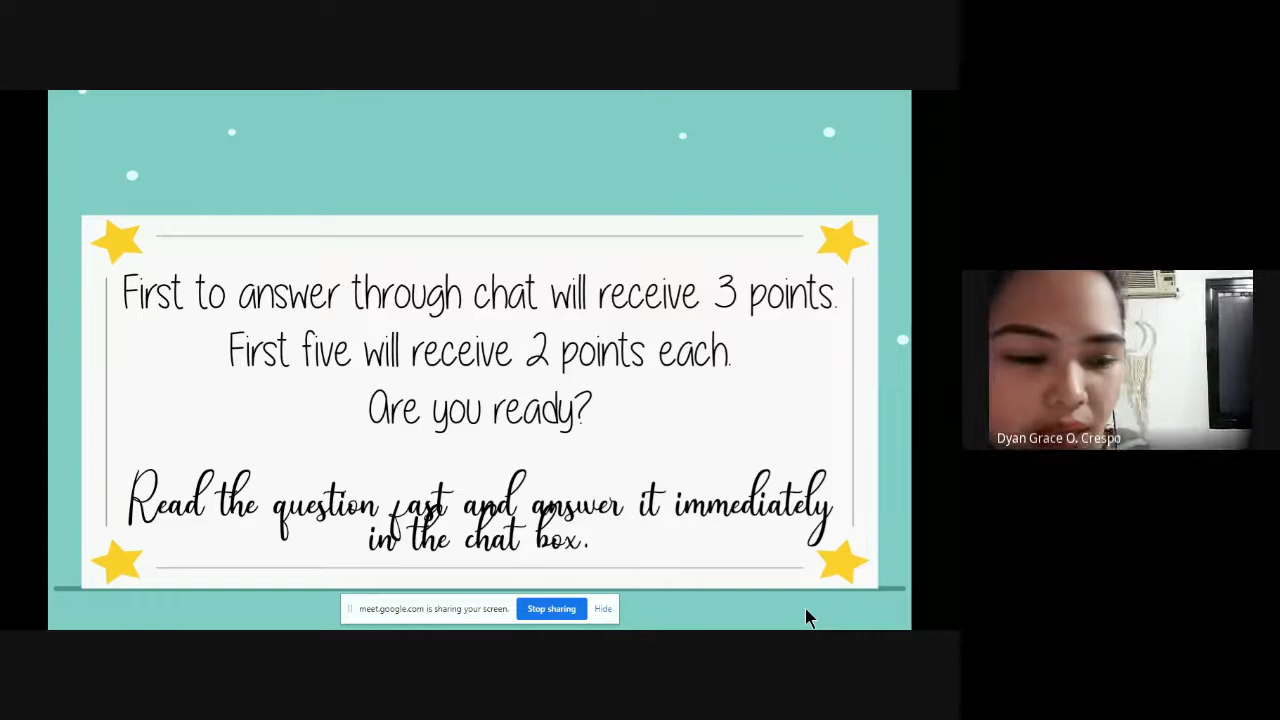 First to answer through chat will receive 3 points.
First five will receive 2 points each.
Are you ready?
Read the question fast and answer it immediately
in the chat box.
meet.google.com is sharing your screen.
Stop sharing
Hide
Dyan Grace O. Crespo